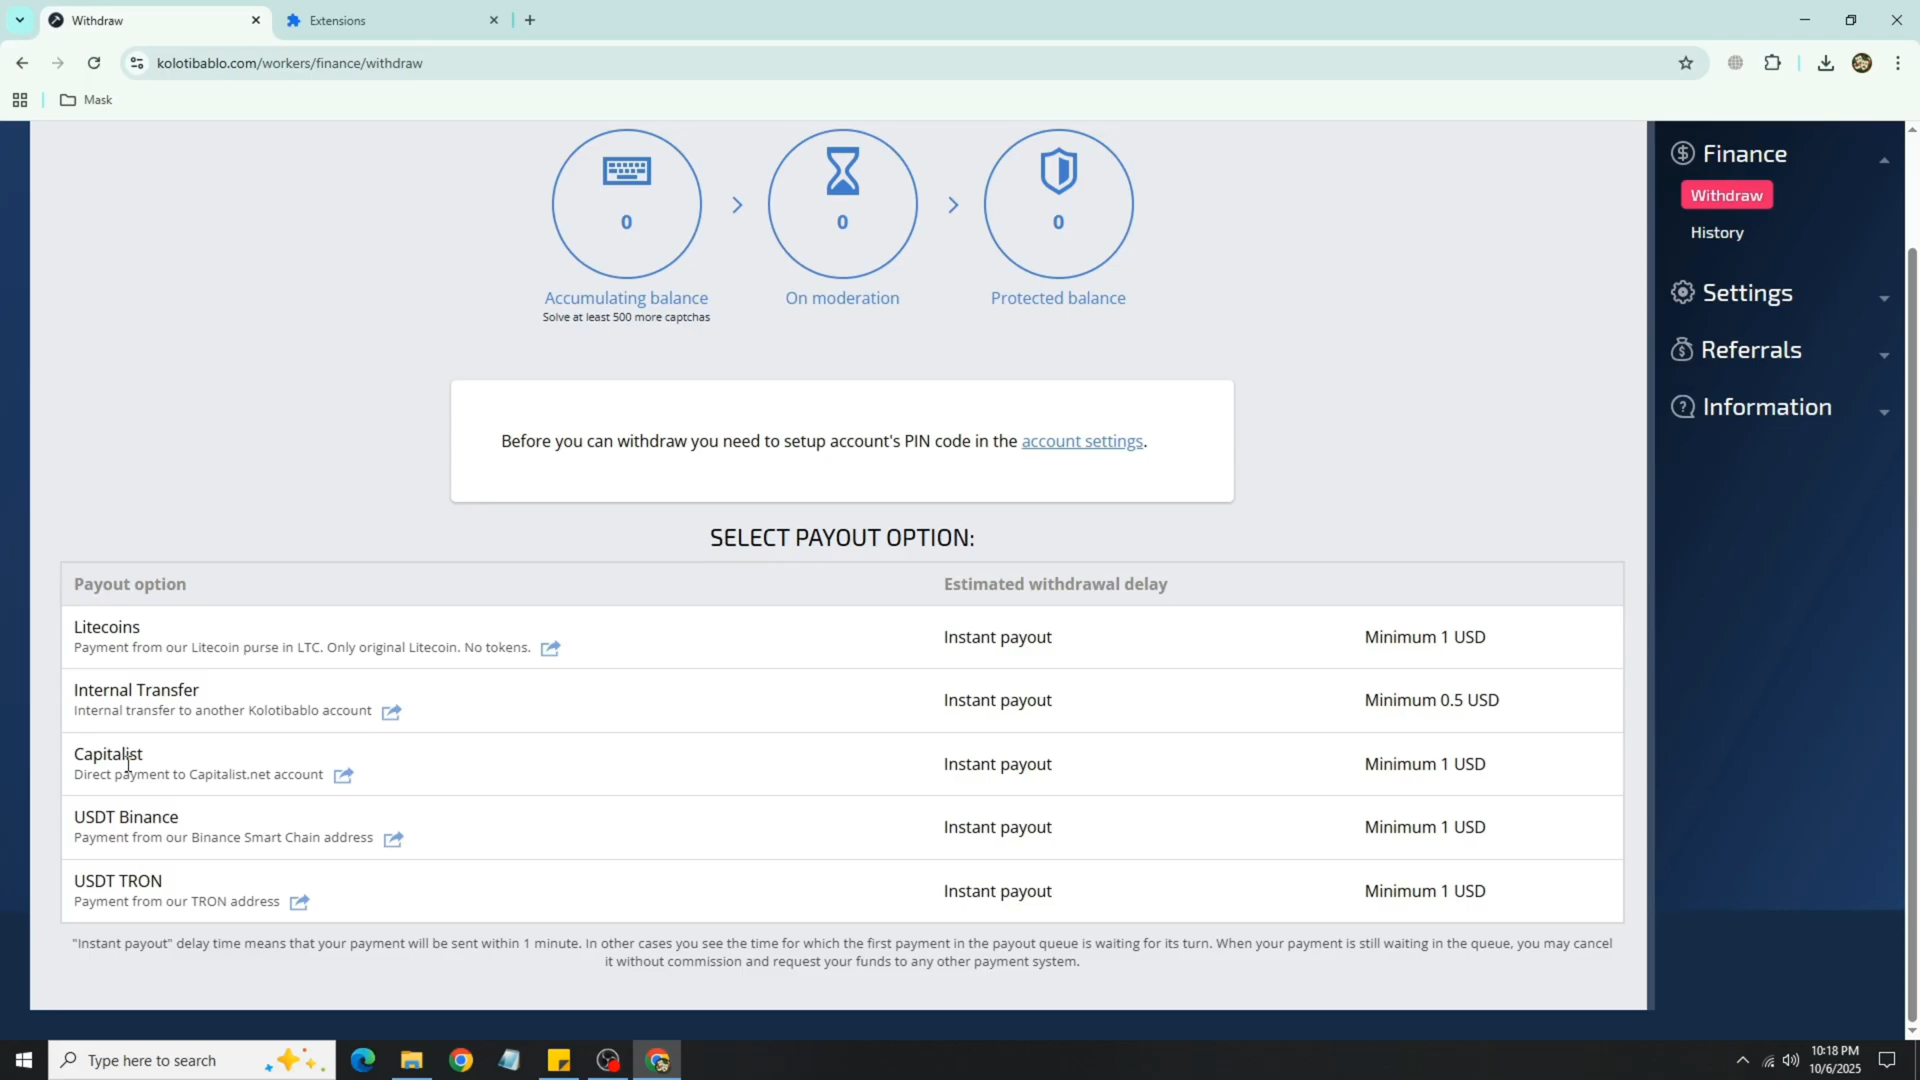 Withdraw
Extensions
kolotibablo.com/workers/finance/withdraw
Mask
0
0
0
Accumulating balance
On moderation
Protected balance
Solve at least 500 more captchas
Finance
Withdraw
History
Settings
Referrals
Information
Before you can withdraw you need to setup account's PIN code in the account settings.
SELECT PAYOUT OPTION:
Payout option
Estimated withdrawal delay
Litecoins
Payment from our Litecoin purse in LTC. Only original Litecoin. No tokens.
Instant payout
Minimum 1 USD
Internal Transfer
Internal transfer to another Kolotibablo account
Instant payout
Minimum 0.5 USD
Capitalist
Direct payment to Capitalist.net account
Instant payout
Minimum 1 USD
USDT Binance
Payment from our Binance Smart Chain address
Instant payout
Minimum 1 USD
USDT TRON
Payment from our TRON address
Instant payout
Minimum 1 USD
"Instant payout" delay time means that your payment will be sent within 1 minute. In other cases you see the time for which the first payment in the payout queue is waiting for its turn. When your payment is still waiting in the queue, you may cancel
it without commission and request your funds to any other payment system.
Type here to search
10:18 PM
10/6/2025